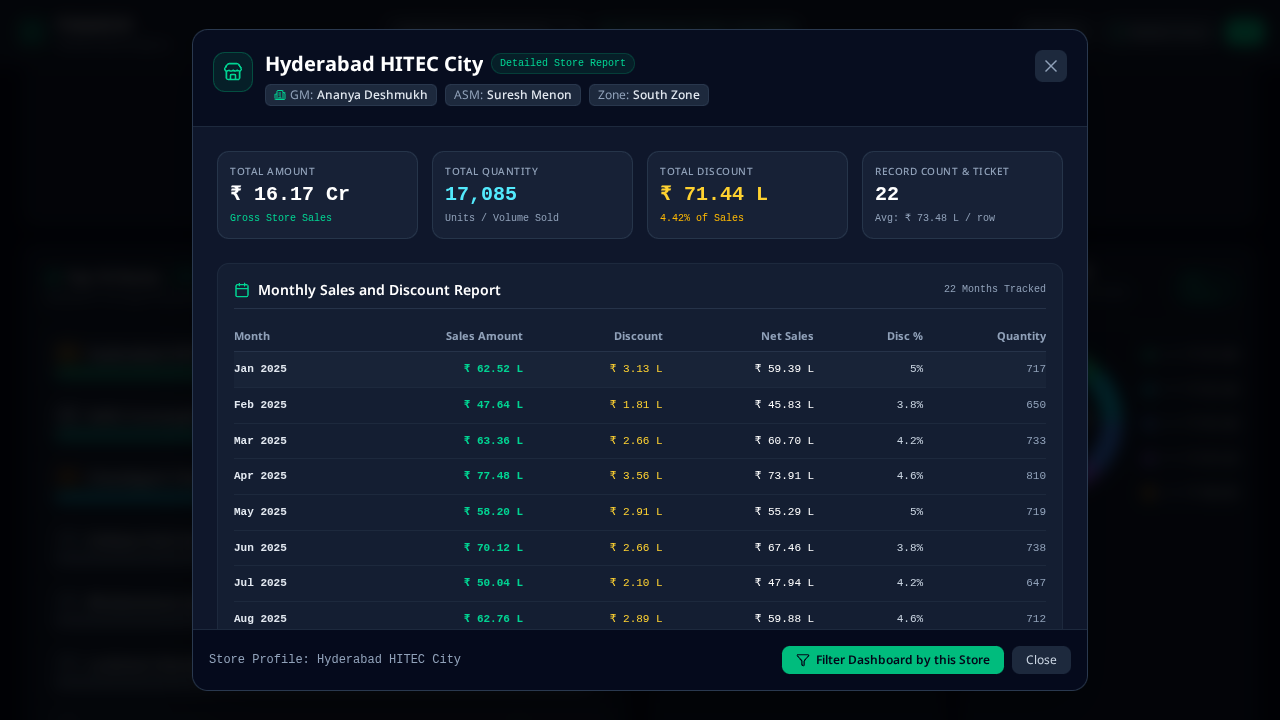 Hyderabad HITEC City Detailed Store Report
GM: Ananya Deshmukh ASM: Suresh Menon Zone: South Zone
TOTAL AMOUNT
₹ 16.17 Cr
Gross Store Sales
TOTAL QUANTITY
17,085
Units / Volume Sold
TOTAL DISCOUNT
₹ 71.44 L
4.42% of Sales
RECORD COUNT & TICKET
22
Avg: ₹ 73.48 L / row
Monthly Sales and Discount Report 22 Months Tracked
Month Sales Amount Discount Net Sales Disc % Quantity
Jan 2025 ₹ 62.52 L ₹ 3.13 L ₹ 59.39 L 5% 717
Feb 2025 ₹ 47.64 L ₹ 1.81 L ₹ 45.83 L 3.8% 650
Mar 2025 ₹ 63.36 L ₹ 2.66 L ₹ 60.70 L 4.2% 733
Apr 2025 ₹ 77.48 L ₹ 3.56 L ₹ 73.91 L 4.6% 810
May 2025 ₹ 58.20 L ₹ 2.91 L ₹ 55.29 L 5% 719
Jun 2025 ₹ 70.12 L ₹ 2.66 L ₹ 67.46 L 3.8% 738
Jul 2025 ₹ 50.04 L ₹ 2.10 L ₹ 47.94 L 4.2% 647
Aug 2025 ₹ 62.76 L ₹ 2.89 L ₹ 59.88 L 4.6% 712
Store Profile: Hyderabad HITEC City Filter Dashboard by this Store Close